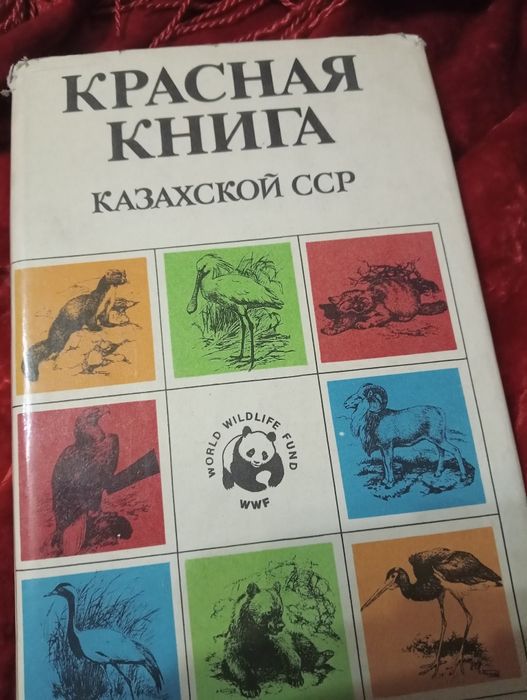 КРАСНАЯ
КНИГА
КАЗАХСКОЙ ССР
WORLD WILDLIFE FUND
WWF